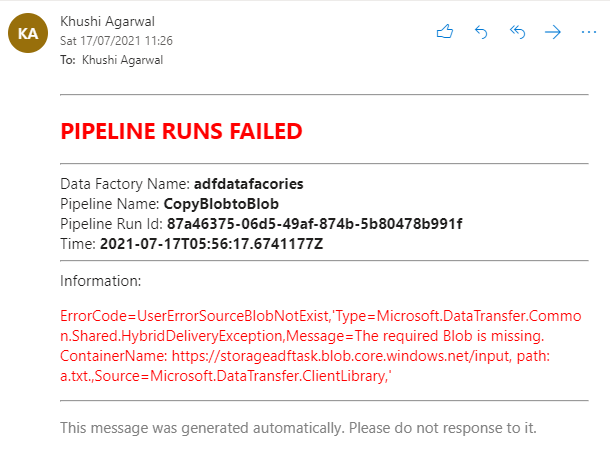 KA
Khushi Agarwal
Sat 17/07/2021 11:26
To: Khushi Agarwal
PIPELINE RUNS FAILED
Data Factory Name: adfdatafacories
Pipeline Name: CopyBlobtoBlob
Pipeline Run Id: 87a46375-06d5-49af-874b-5b80478b991f
Time: 2021-07-17T05:56:17.6741177Z
Information:
ErrorCode=UserErrorSourceBlobNotExist,'Type=Microsoft.DataTransfer.Commo
n.Shared.HybridDeliveryException,Message=The required Blob is missing.
ContainerName: https://storageadftask.blob.core.windows.net/input, path:
a.txt.,Source=Microsoft.DataTransfer.ClientLibrary,'
This message was generated automatically. Please do not response to it.